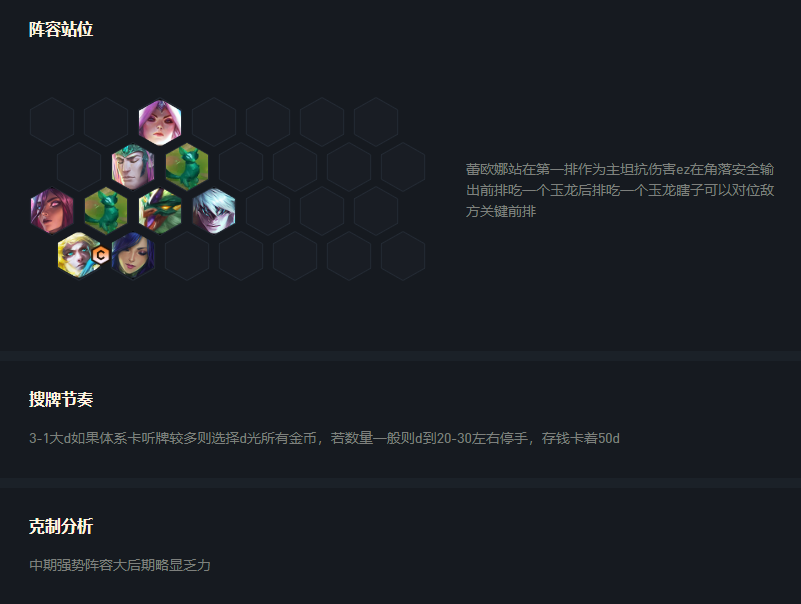 阵容站位
蕾欧娜站在第一排作为主坦抗伤害ez在角落安全输
出前排吃一个玉龙后排吃一个玉龙瞎子可以对位敌
方关键前排
C
搜牌节奏
3-1大d如果体系卡听牌较多则选择d光所有金币，若数量一般则d到20-30左右停手，存钱卡着50d
克制分析
中期强势阵容大后期略显乏力